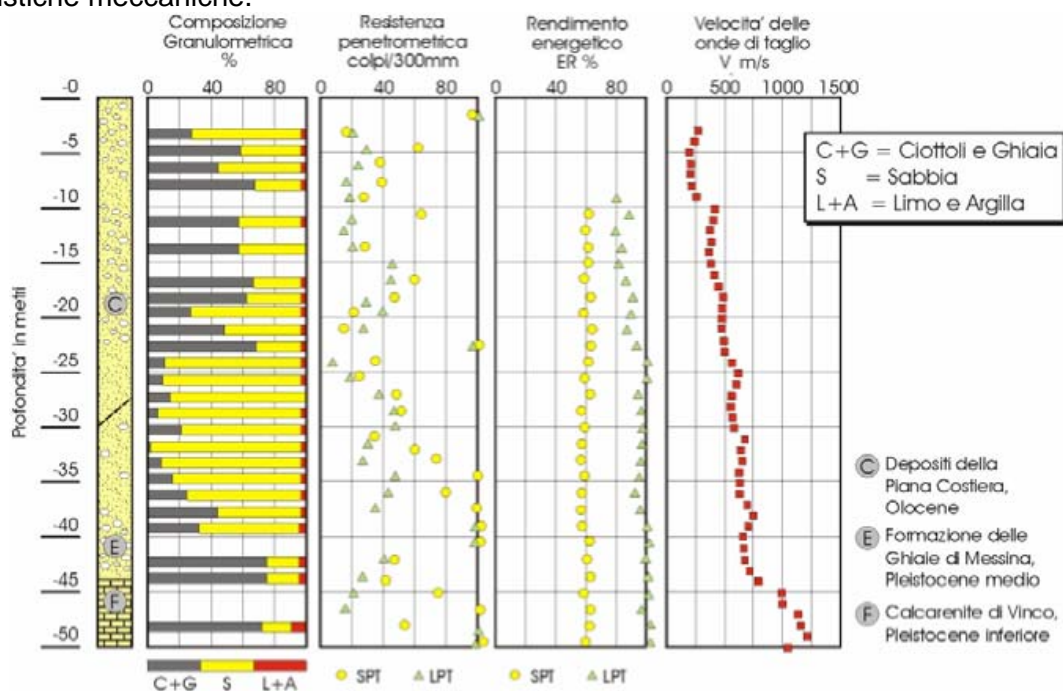 istiche meccaniche.
Composizione
Granulometrica
%
Resistenza
penetrometrica
colpi/300mm
Rendimento
energetico
ER %
Velocita' delle
onde di taglio
V m/s
0 40 80
0 40 80
0 40 80
0 500 1000 1500
Profondita' in metri
-0
-5
-10
-15
-20
-25
-30
-35
-40
-45
-50
C
E
F
C+G = Ciottoli e Ghiaia
S = Sabbia
L+A = Limo e Argilla
C Depositi della
Piana Costiera,
Olocene
E Formazione delle
Ghiaie di Messina,
Pleistocene medio
F Calcarenite di Vinco,
Pleistocene inferiore
C+G S L+A
SPT LPT
SPT LPT